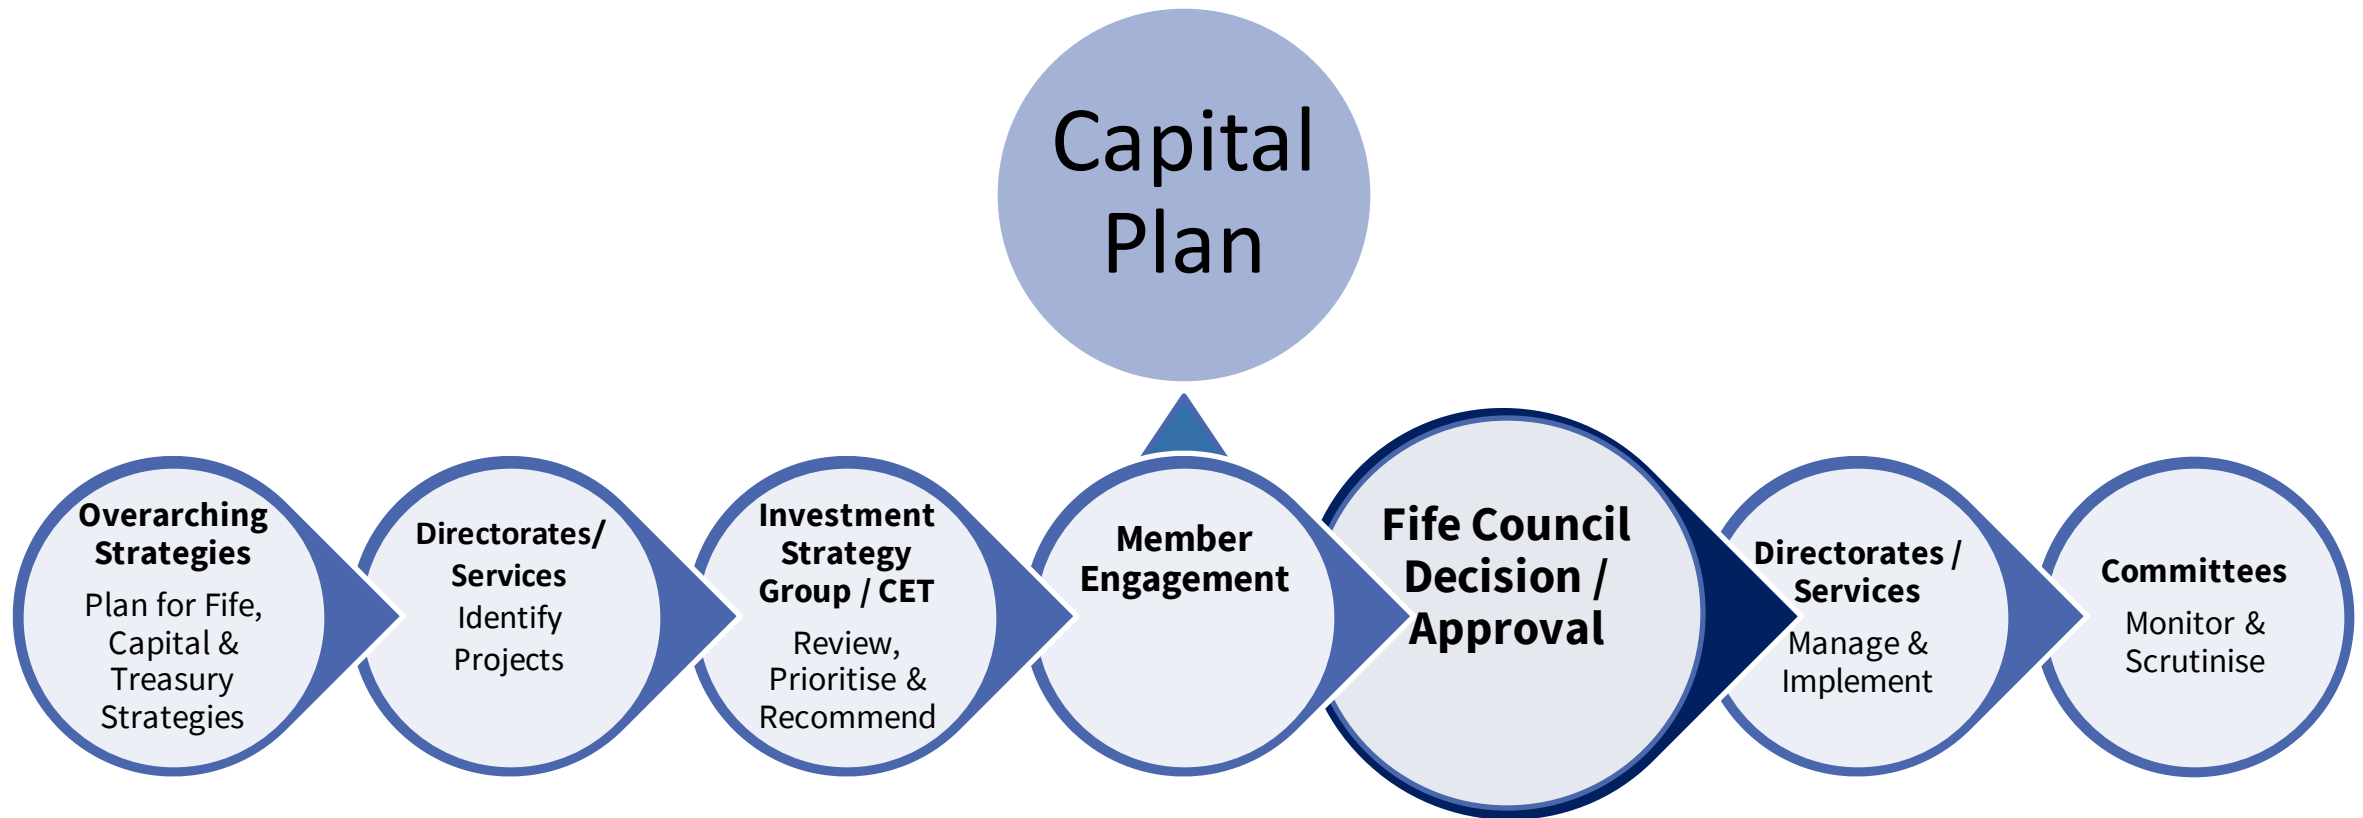 Capital
Plan
Overarching
Strategies
Plan for Fife,
Capital &
Treasury
Strategies
Directorates/
Services
Identify
Projects
Investment
Strategy
Group / CET
Review,
Prioritise &
Recommend
Member
Engagement
Fife Council
Decision /
Approval
Directorates /
Services
Manage &
Implement
Committees
Monitor &
Scrutinise